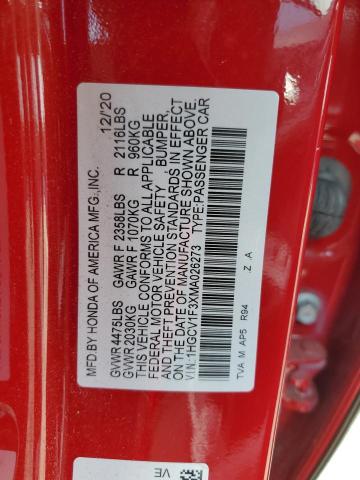 MFD.BY HONDA OF AMERICA MFG.,INC. 12/20
GVWR 4475LBS GAWR F 2358LBS R 2116LBS
GVWR 2030KG GAWR F 1070KG R 960KG
THIS VEHICLE CONFORMS TO ALL APPLICABLE
FEDERAL MOTOR VEHICLE SAFETY BUMPER,
AND THEFT PREVENTION STANDARDS IN EFFECT
ON THE DATE OF MANUFACTURE SHOWN ABOVE.
VIN:1HGCV1F3XMA026273 TYPE:PASSENGER CAR
Z .A
TVA M AP5 R94
VE